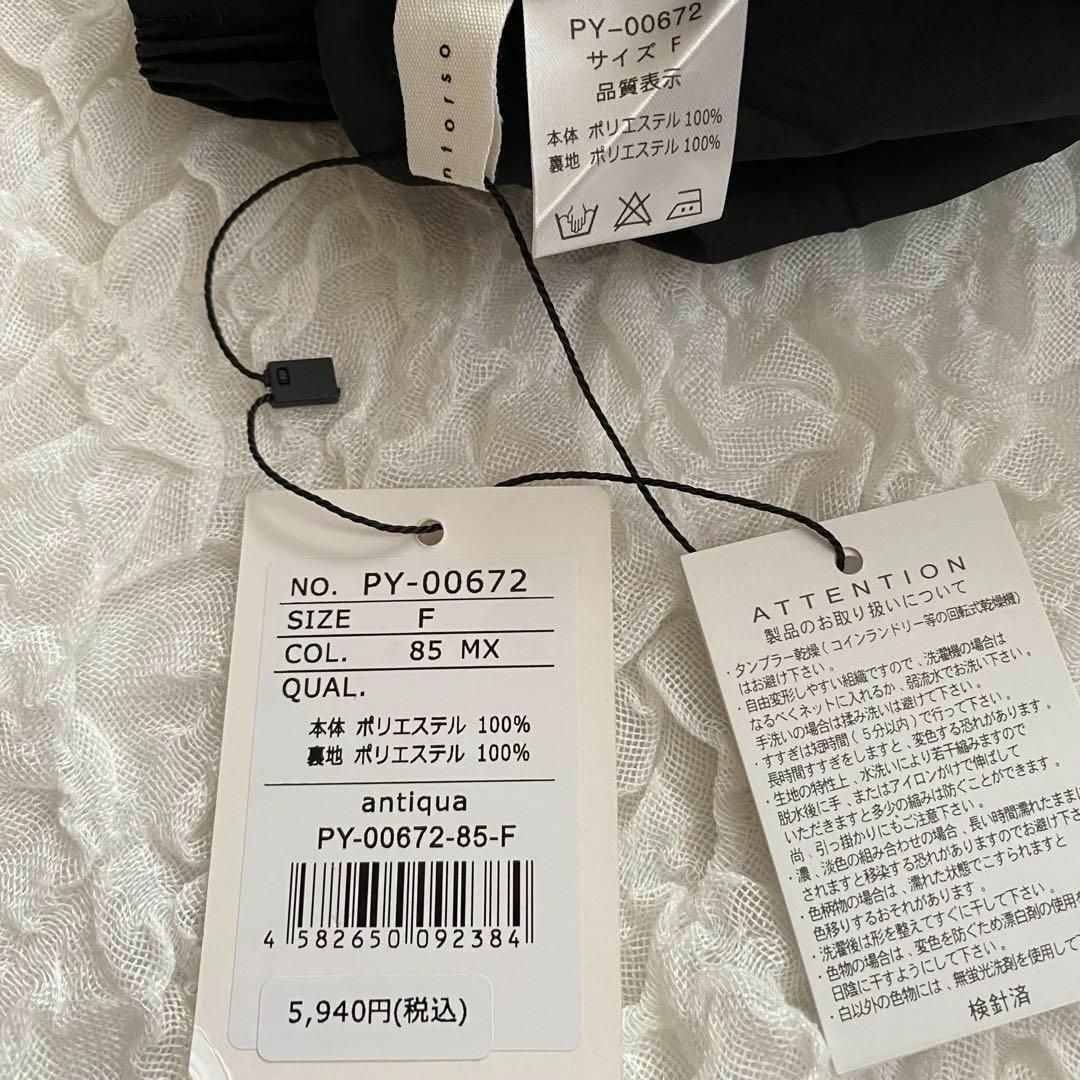 ntorso
PY-00672
サイズ F
品質表示
本体 ポリエステル 100%
裏地 ポリエステル 100%
NO. PY-00672
SIZE F
COL. 85 MX
QUAL.
本体 ポリエステル 100%
裏地 ポリエステル 100%
antiqua
PY-00672-85-F
4 582650 092384
5,940円(税込)
ATTENTION
製品のお取り扱いについて
・タンブラー乾燥(コインランドリー等の回転式乾燥機)
はお避け下さい。
・自由変形しやすい組織ですので、洗濯機の場合は
なるべくネットに入れるか、弱流水でお洗い下さい。
手洗いの場合は揉み洗いは避けて下さい。
・すすぎは短時間(5分以内)で行って下さい。
長時間すすぎをしますと、変色する恐れがあります。
・生地の特性上、水洗いにより若干縮みますので
脱水後に手、またはアイロンがけで伸ばして
いただきますと多少の縮みは防ぐことができます。
尚、引っ掛かりにもご注意下さい。
・濃、淡色の組み合わせの場合、長い時間濡れたままに
されますと移染する恐れがありますのでお避け下さ
・色柄物の場合は、濡れた状態でこすられますと
色移りするおそれがあります。
・洗濯後は形を整えてすぐに干して下さい。
・色物の場合は、変色を防ぐため漂白剤の使用を
日陰に干すようにして下さい。
・白以外の色物には、無蛍光洗剤を使用して下
検針済